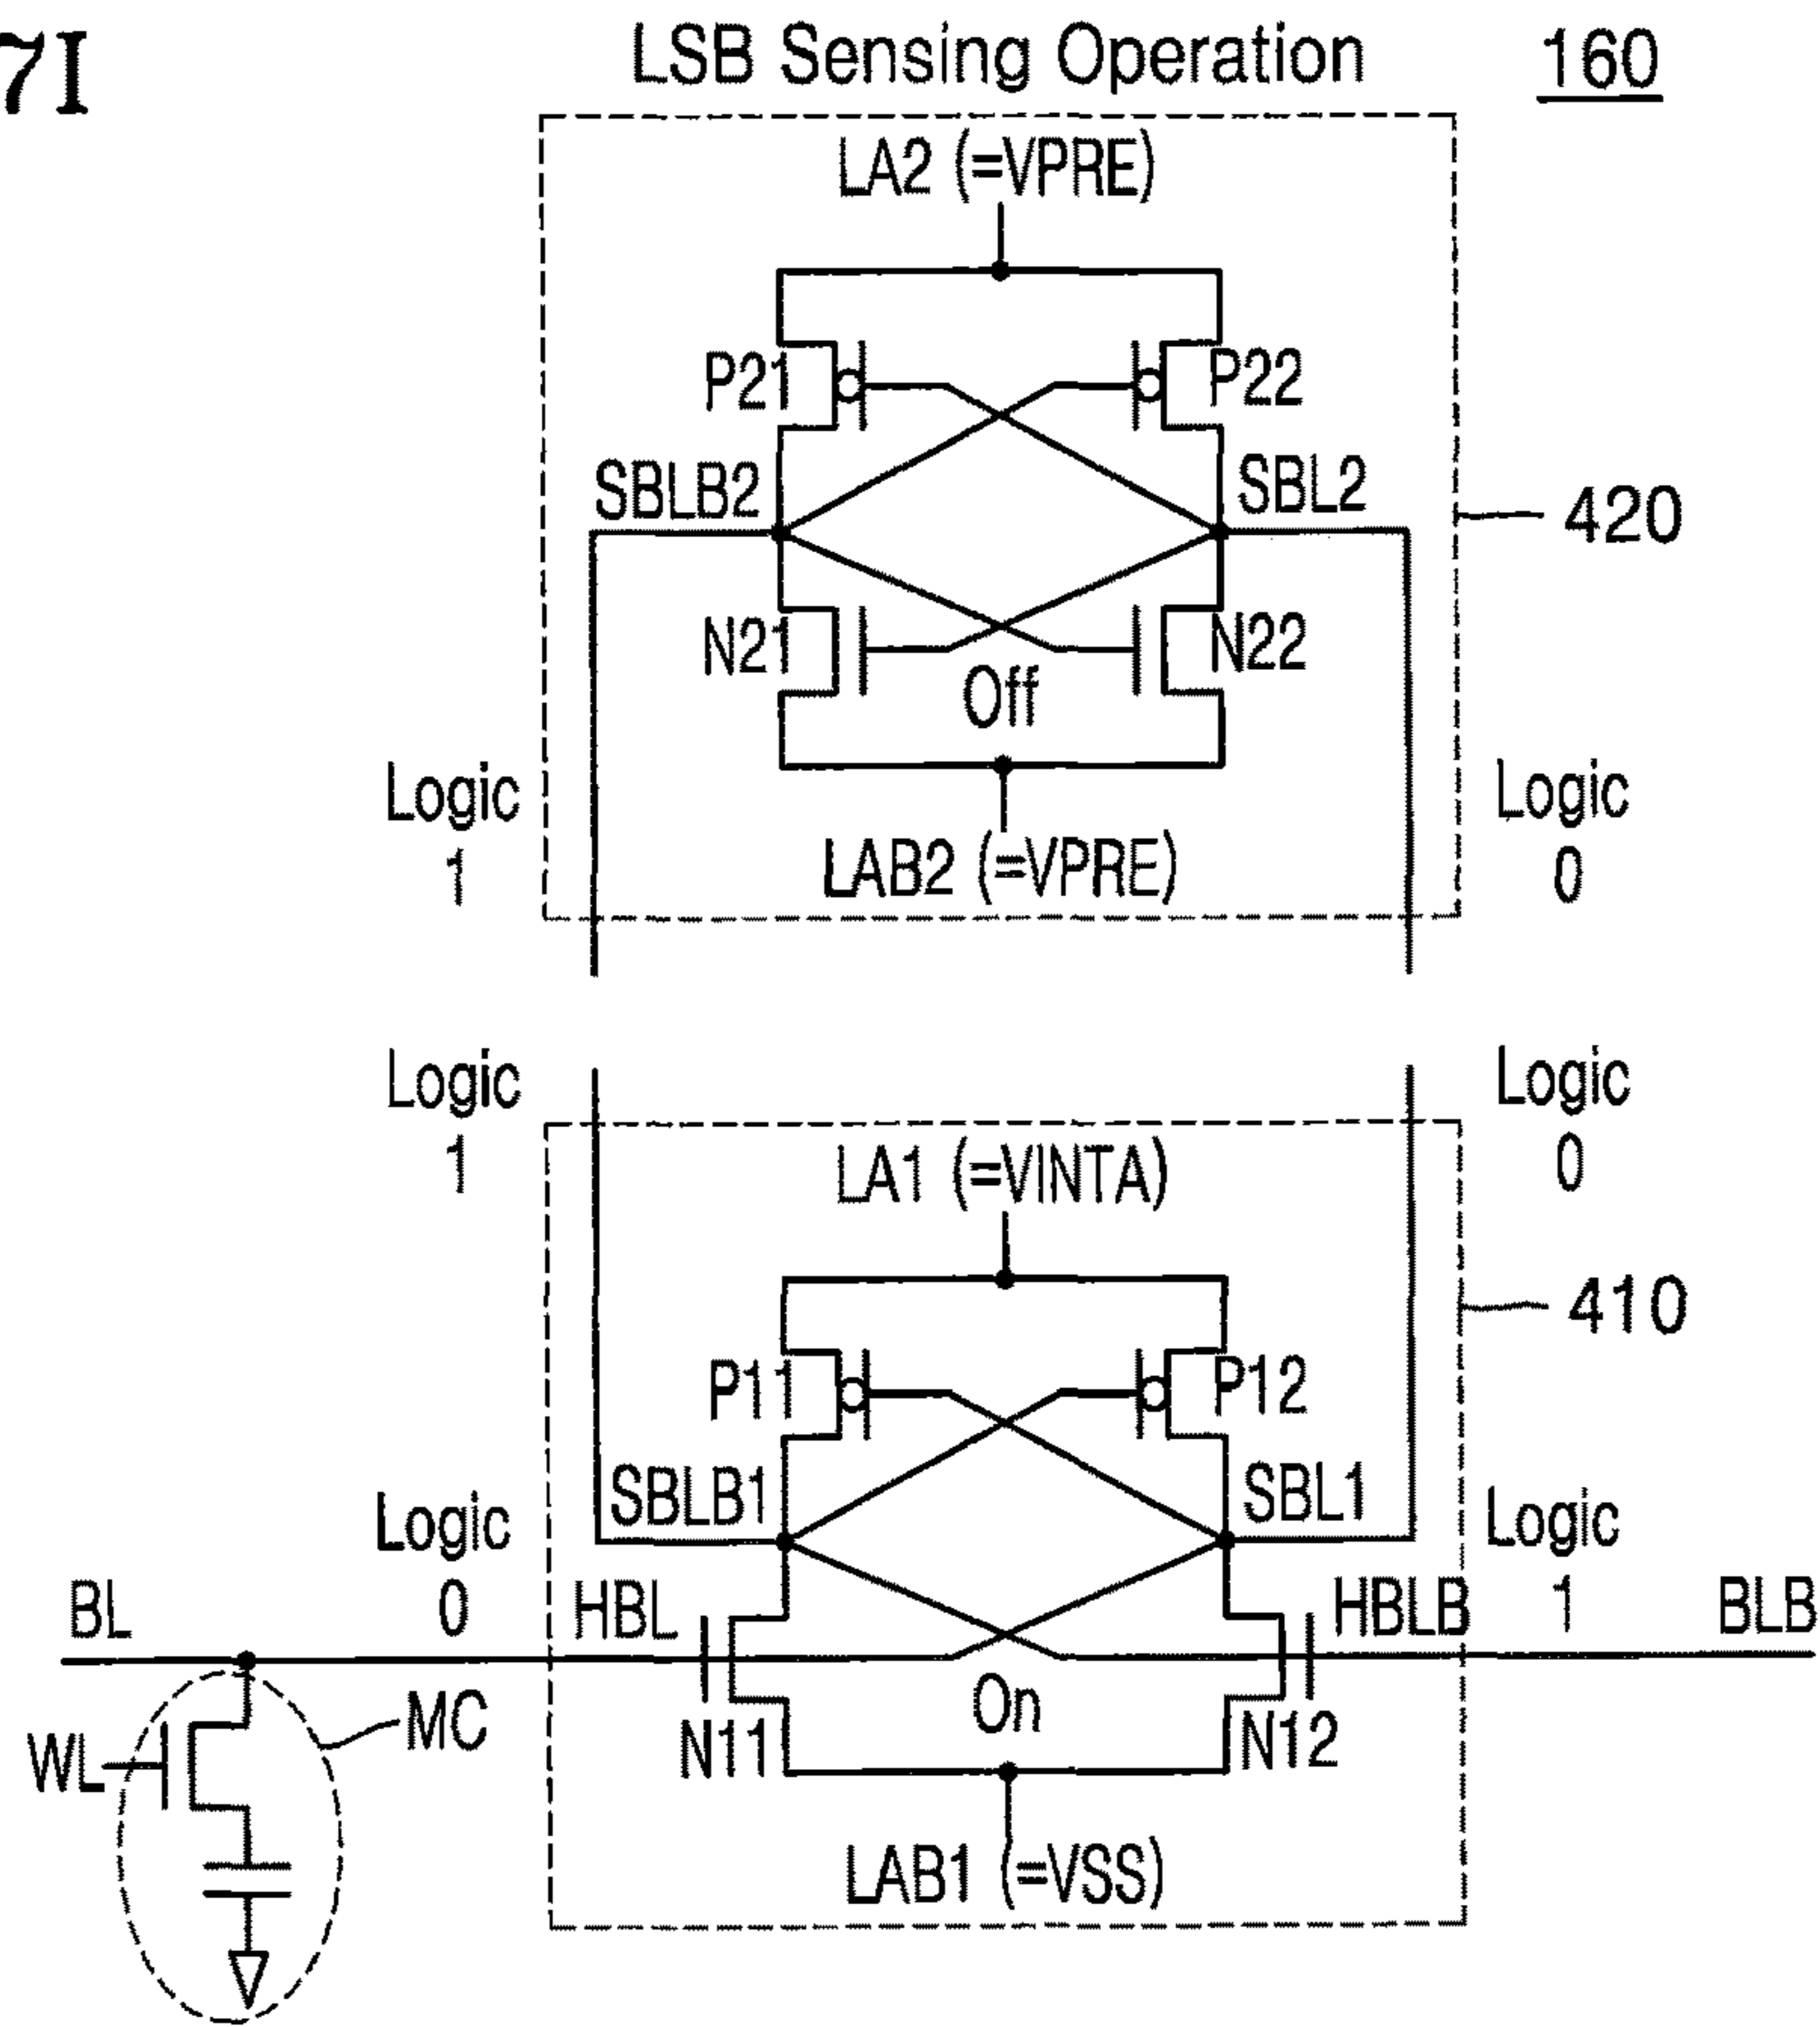 7I
LSB Sensing Operation
160
LA2 (=VPRE)
P21
P22
SBLB2
SBL2
420
N21
N22
Off
Logic
1
Logic
0
LAB2 (=VPRE)
Logic
1
Logic
0
LA1 (=VINTA)
410
P11
P12
SBLB1
SBL1
Logic
0
Logic
1
BL
HBL
HBLB
BLB
On
MC
WL
N11
N12
LAB1 (=VSS)